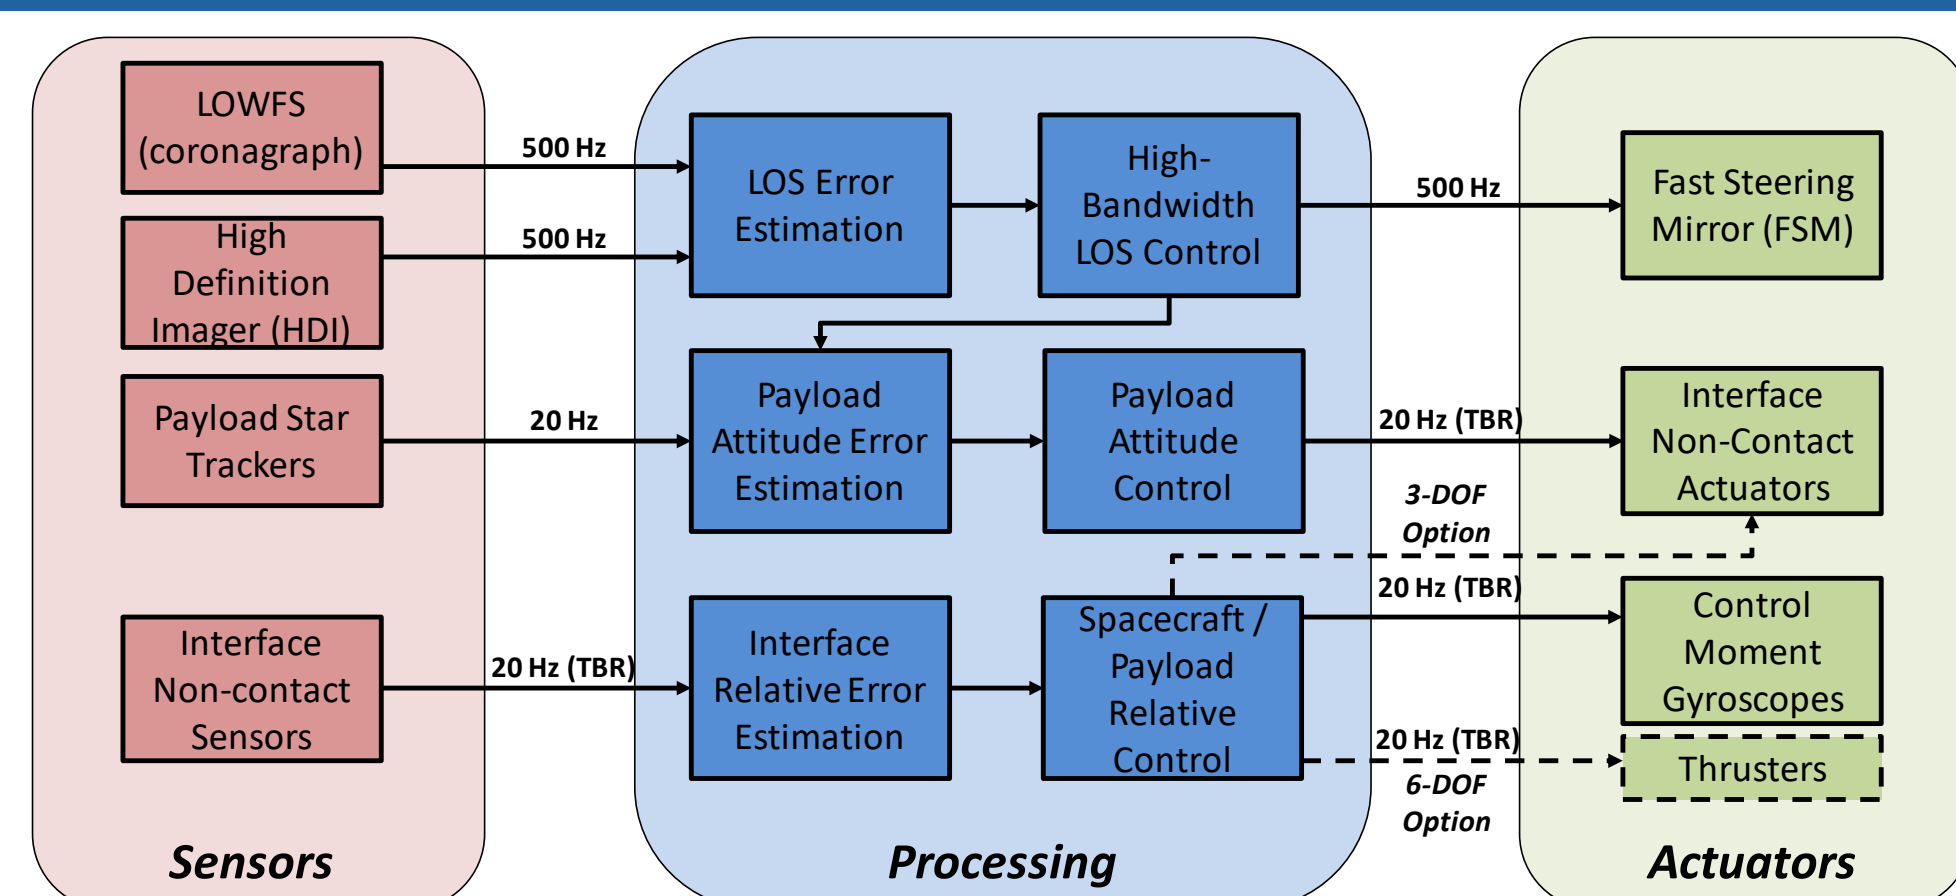 LOWFS
(coronagraph)
High
Definition
Imager (HDI)
Payload Star
Trackers
Interface
Non-contact
Sensors
Sensors
500 Hz
500 Hz
20 Hz
20 Hz (TBR)
LOS Error
Estimation
High-
Bandwidth
LOS Control
Payload
Attitude Error
Estimation
Payload
Attitude
Control
Interface
Relative Error
Estimation
Spacecraft /
Payload
Relative
Control
Processing
500 Hz
20 Hz (TBR)
3-DOF
Option
20 Hz (TBR)
20 Hz (TBR)
6-DOF
Option
Fast Steering
Mirror (FSM)
Interface
Non-Contact
Actuators
Control
Moment
Gyroscopes
Thrusters
Actuators